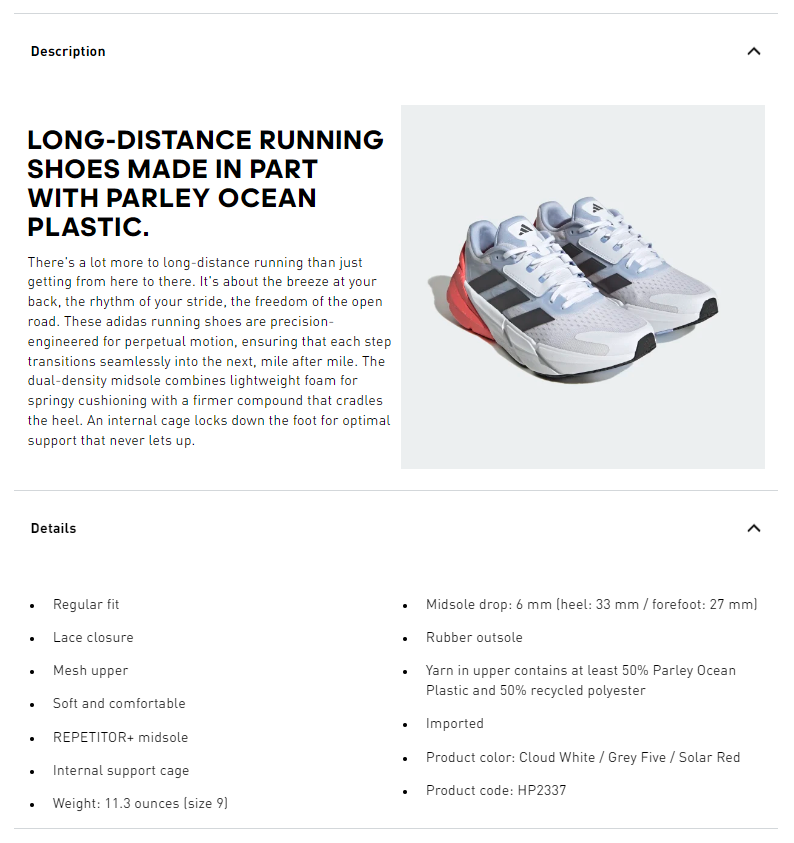 Description
LONG-DISTANCE RUNNING
SHOES MADE IN PART
WITH PARLEY OCEAN
PLASTIC.
There's a lot more to long-distance running than just
getting from here to there. It's about the breeze at your
back, the rhythm of your stride, the freedom of the open
road. These adidas running shoes are precision-
engineered for perpetual motion, ensuring that each step
transitions seamlessly into the next, mile after mile. The
dual-density midsole combines lightweight foam for
springy cushioning with a firmer compound that cradles
the heel. An internal cage locks down the foot for optimal
support that never lets up.
Details
Regular fit
Lace closure
Mesh upper
Soft and comfortable
REPETITOR+ midsole
Internal support cage
Weight: 11.3 ounces (size 9)
Midsole drop: 6 mm (heel: 33 mm / forefoot: 27 mm)
Rubber outsole
Yarn in upper contains at least 50% Parley Ocean
Plastic and 50% recycled polyester
Imported
Product color: Cloud White / Grey Five / Solar Red
Product code: HP2337